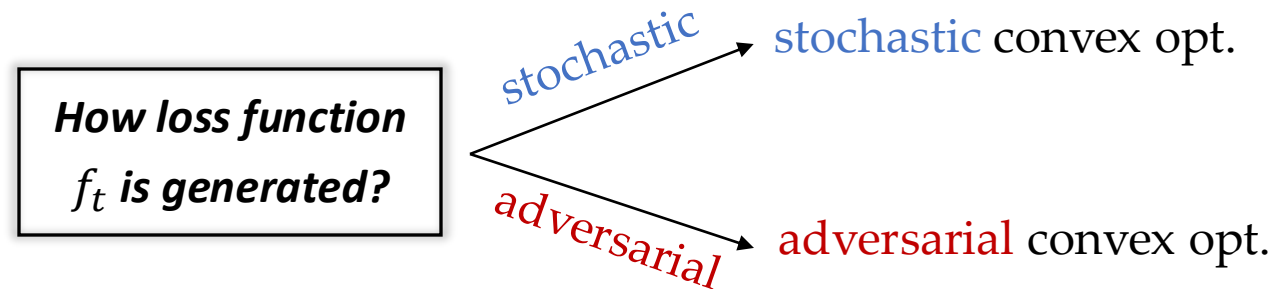 How loss function
f_t is generated?
stochastic
stochastic convex opt.
adversarial
adversarial convex opt.